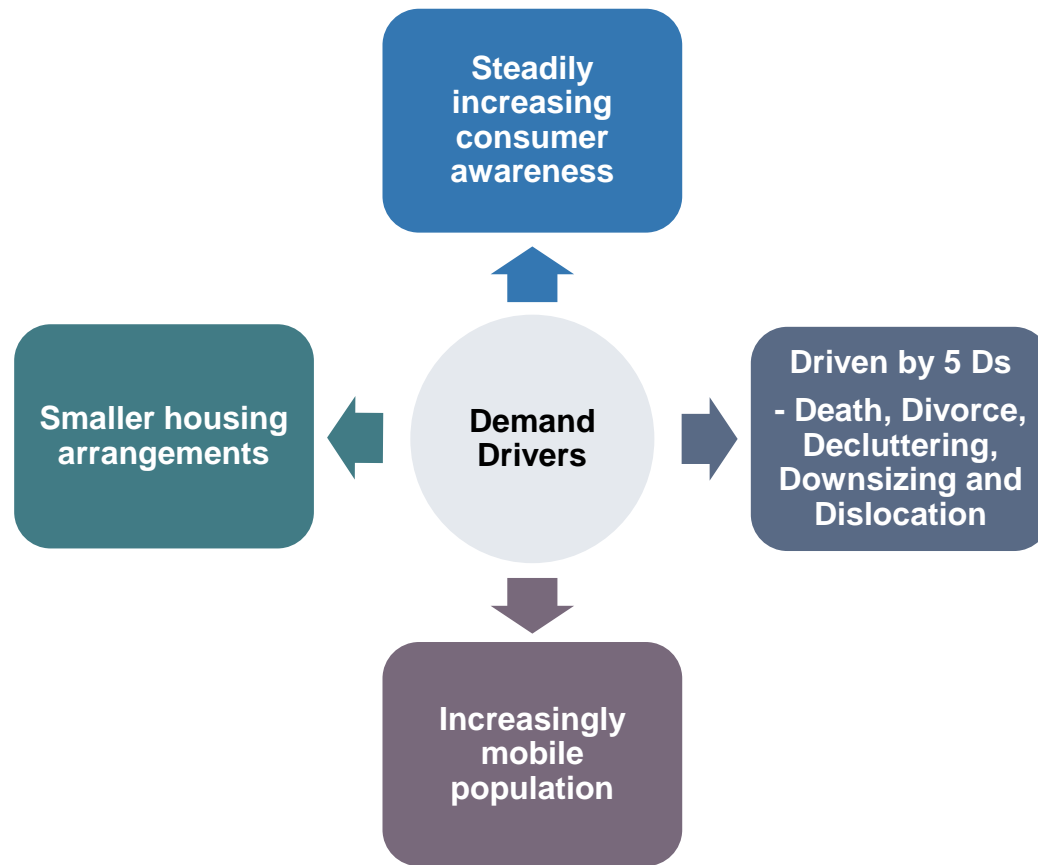 Steadily
increasing
consumer
awareness
Smaller housing
arrangements
Demand
Drivers
Driven by 5 Ds
- Death, Divorce,
Decluttering,
Downsizing and
Dislocation
Increasingly
mobile
population